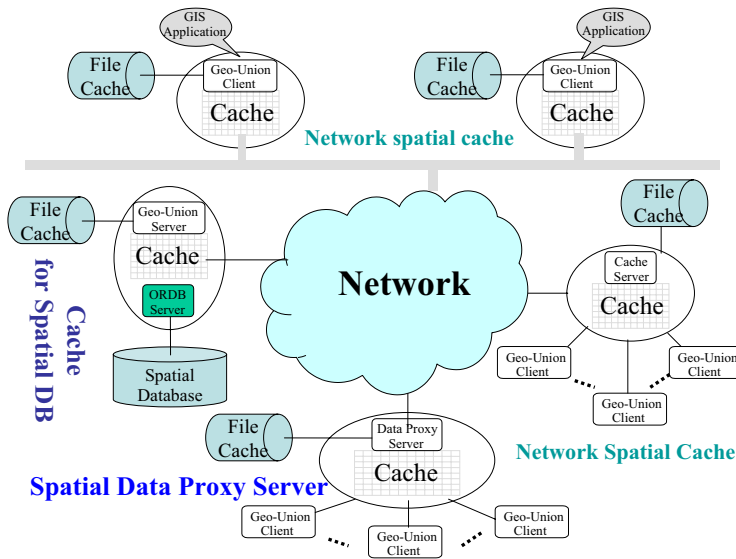 GIS
Application
GIS
Application
File
Cache
Geo-Union
Client
Cache
File
Cache
Geo-Union
Client
Cache
Network spatial cache
File
Cache
Geo-Union
Server
Cache
ORDB
Server
Spatial
Database
Cache
for Spatial DB
Network
File
Cache
Cache
Server
Cache
Geo-Union
Client
Geo-Union
Client
Geo-Union
Client
Network Spatial Cache
File
Cache
Data Proxy
Server
Cache
Spatial Data Proxy Server
Geo-Union
Client
Geo-Union
Client
Geo-Union
Client